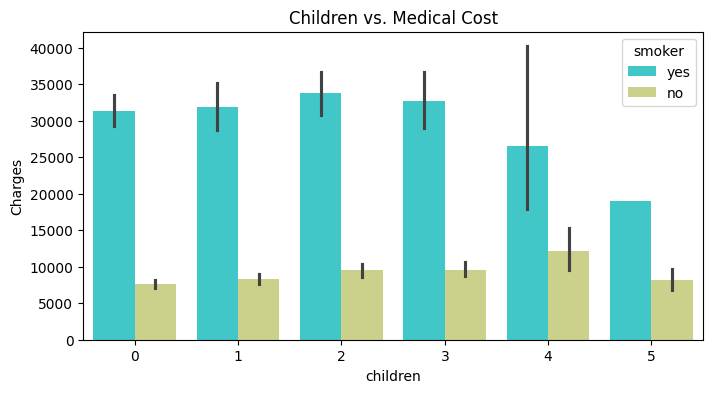 Children vs. Medical Cost
Charges
40000
35000
30000
25000
20000
15000
10000
5000
0
smoker
yes
no
0 1 2 3 4 5
children